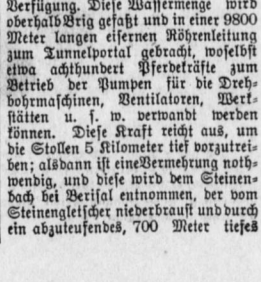 Verfügung. Diese Wassermenge wird
oberhalb Brig gefaßt und in einer 9800
Meter langen eisernen Röhrenleitung
zum Tunnelportal gebracht, woselbst
etwa achthundert Pferdekräfte zum
Betrieb der Pumpen für die Dreh-
bohrmaschinen, Ventilatoren, Werk-
stätten u. s. w. verwandt werden
können. Diese Kraft reicht aus, um
die Stollen 5 Kilometer tief vorzutrei-
ben; alsdann ist eine Vermehrung noth-
wendig, und diese wird dem Steinen-
bach bei Berisal entnommen, der vom
Steinengletscher niederbraust und durch
ein abzuteufendes, 700 Meter tiefes